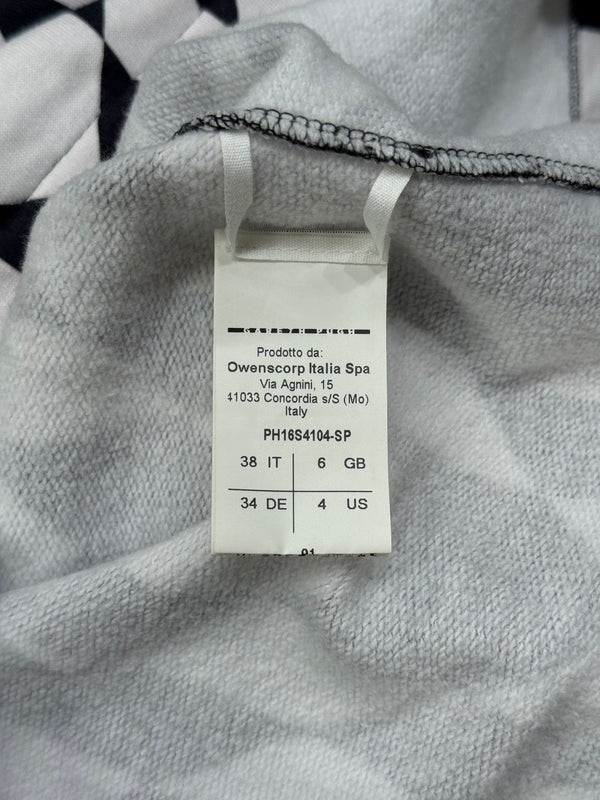 GARETH PUGH
Prodotto da:
Owenscorp Italia Spa
Via Agnini, 15
41033 Concordia s/S (Mo)
Italy
PH16S4104-SP
38 IT 6 GB
34 DE 4 US